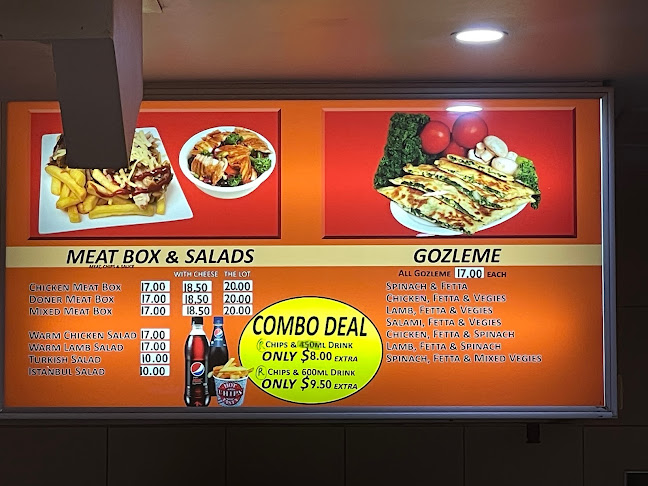 MEAT BOX & SALADS
MEAT, CHIPS & SAUCE
WITH CHEESE THE LOT
CHICKEN MEAT BOX 17.00 18.50 20.00
DONER MEAT BOX 17.00 18.50 20.00
MIXED MEAT BOX 17.00 18.50 20.00
WARM CHICKEN SALAD 17.00
WARM LAMB SALAD 17.00
TURKISH SALAD 10.00
ISTANBUL SALAD 10.00
pepsi
HOT
CHIPS
COMBO DEAL
R CHIPS & 450ML DRINK
ONLY $8.00 EXTRA
R CHIPS & 600ML DRINK
ONLY $9.50 EXTRA
GOZLEME
ALL GOZLEME 17.00 EACH
SPINACH & FETTA
CHICKEN, FETTA & VEGIES
LAMB, FETTA & VEGIES
SALAMI, FETTA & VEGIES
CHICKEN, FETTA & SPINACH
LAMB, FETTA & SPINACH
SPINACH, FETTA & MIXED VEGIES